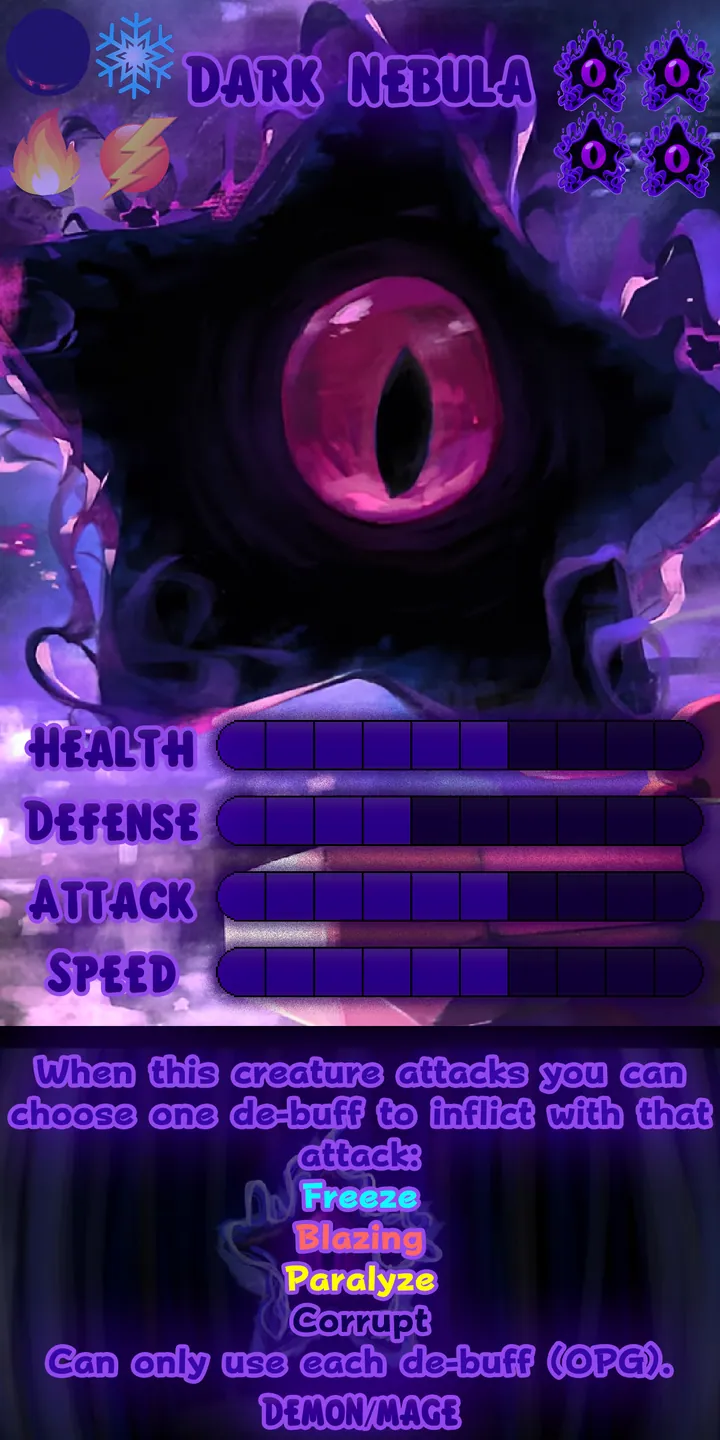 DARK NEBULA
HEALTH
DEFENSE
ATTACK
SPEED
When this creature attacks you can
choose one de-buff to inflict with that
attack:
Freeze
Blazing
Paralyze
Corrupt
Can only use each de-buff (OPG).
DEMON/MAGE